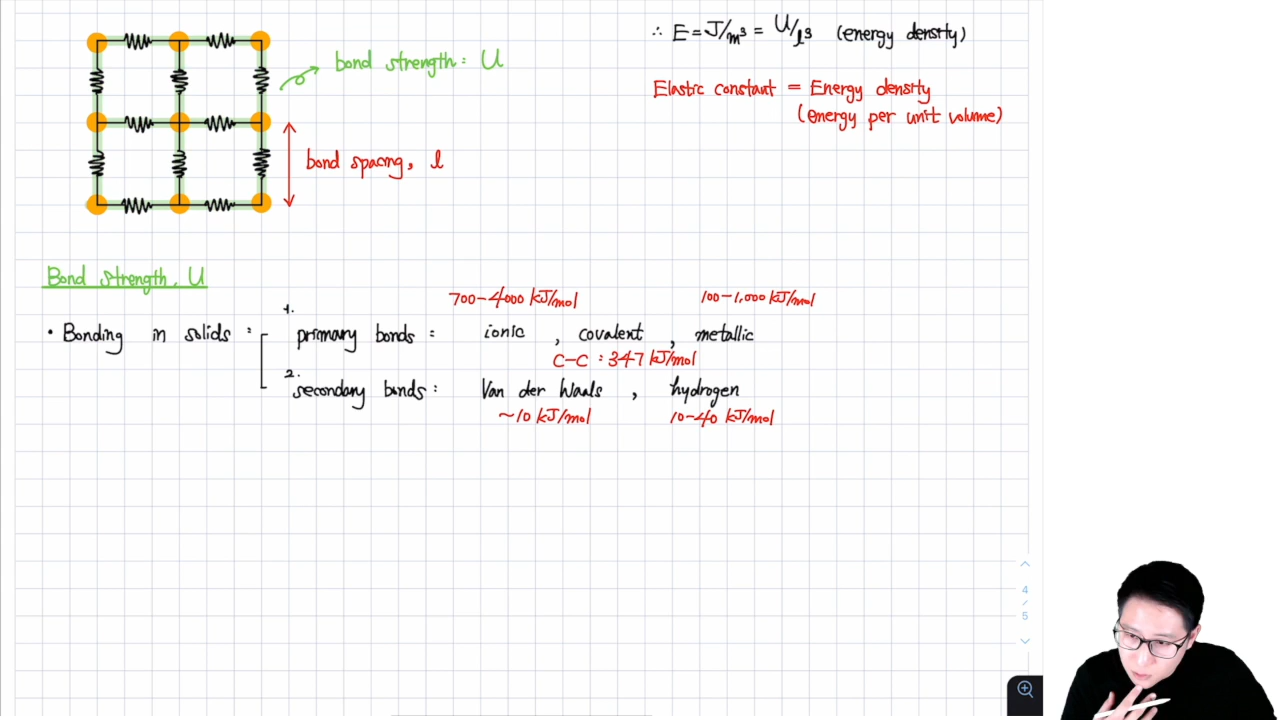 ∴ E = J/m³ = U/l³ (energy density)
bond strength : U
Elastic constant = Energy density
(energy per unit volume)
bond spacing, l
Bond strength, U
700-4000 kJ/mol
100-1,000 kJ/mol
• Bonding in solids :
1.
primary bonds : ionic , covalent , metallic
C-C : 347 kJ/mol
2.
secondary bonds : Van der Waals , hydrogen
~10 kJ/mol
10-40 kJ/mol
4
/
5